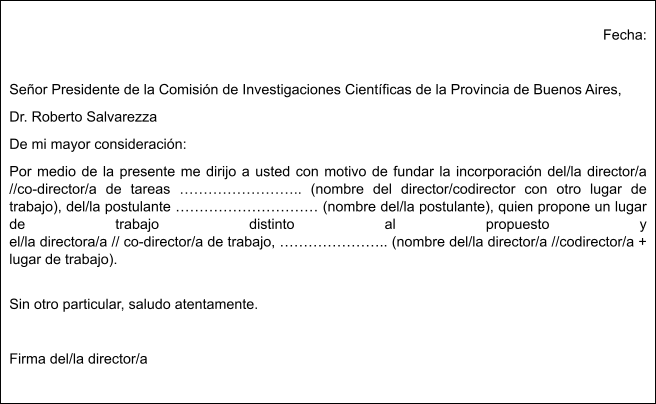 Fecha:
Señor Presidente de la Comisión de Investigaciones Científicas de la Provincia de Buenos Aires,
Dr. Roberto Salvarezza
De mi mayor consideración:
Por medio de la presente me dirijo a usted con motivo de fundar la incorporación del/la director/a
//co-director/a de tareas …………………….. (nombre del director/codirector con otro lugar de
trabajo), del/la postulante ………………………… (nombre del/la postulante), quien propone un lugar
de trabajo distinto al propuesto y
el/la directora/a // co-director/a de trabajo, ………………….. (nombre del/la director/a //codirector/a +
lugar de trabajo).
Sin otro particular, saludo atentamente.
Firma del/la director/a